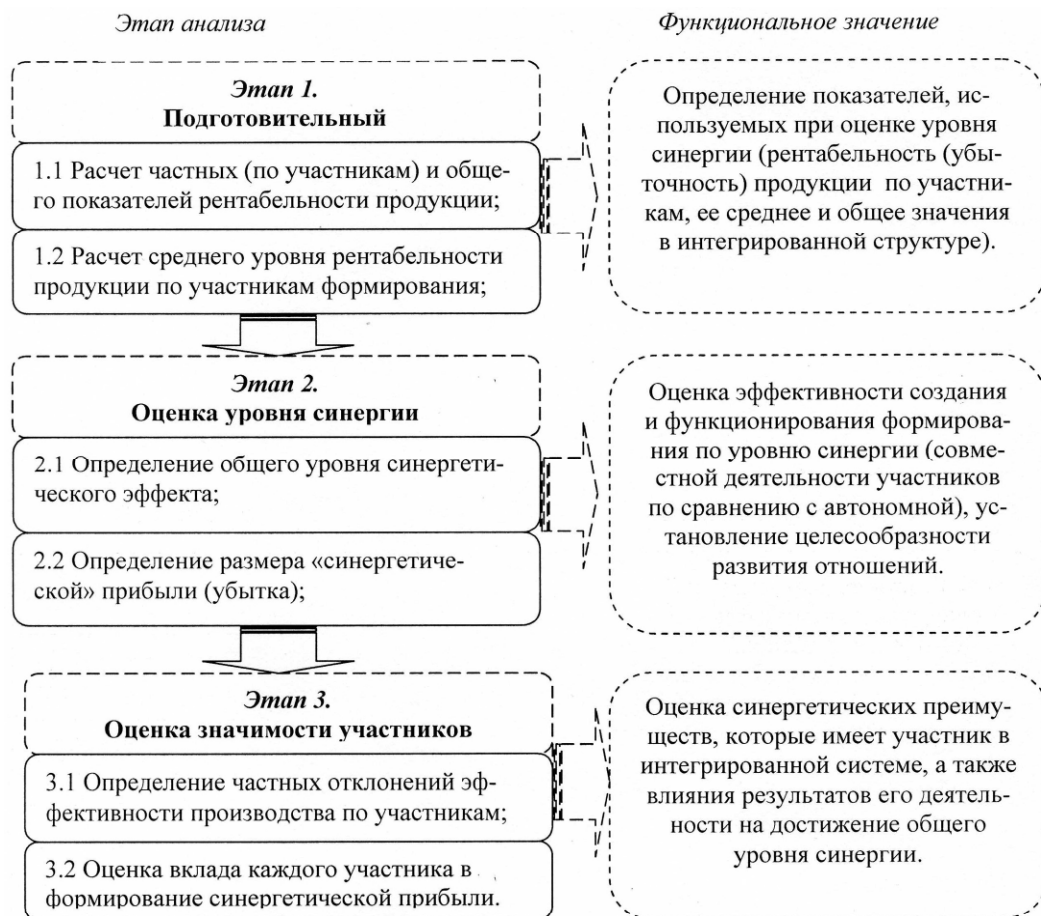 Этап анализа
Функциональное значение
Этап 1.
Подготовительный
1.1 Расчет частных (по участникам) и обще-
го показателей рентабельности продукции;
1.2 Расчет среднего уровня рентабельности
продукции по участникам формирования;
Определение показателей, ис-
пользуемых при оценке уровня
синергии (рентабельность (убы-
точность) продукции по участни-
кам, ее среднее и общее значения
в интегрированной структуре).
Этап 2.
Оценка уровня синергии
2.1 Определение общего уровня синергети-
ческого эффекта;
2.2 Определение размера «синергетиче-
ской» прибыли (убытка);
Оценка эффективности создания
и функционирования формирова-
ния по уровню синергии (совме-
стной деятельности участников
по сравнению с автономной), ус-
тановление целесообразности
развития отношений.
Этап 3.
Оценка значимости участников
3.1 Определение частных отклонений эф-
фективности производства по участникам;
3.2 Оценка вклада каждого участника в
формирование синергетической прибыли.
Оценка синергетических преиму-
ществ, которые имеет участник в
интегрированной системе, а также
влияния результатов его деятель-
ности на достижение общего
уровня синергии.